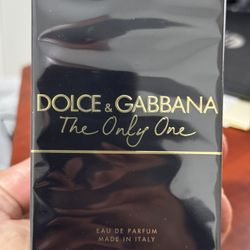 DOLCE & GABBANA
The Only One
EAU DE PARFUM
MADE IN ITALY